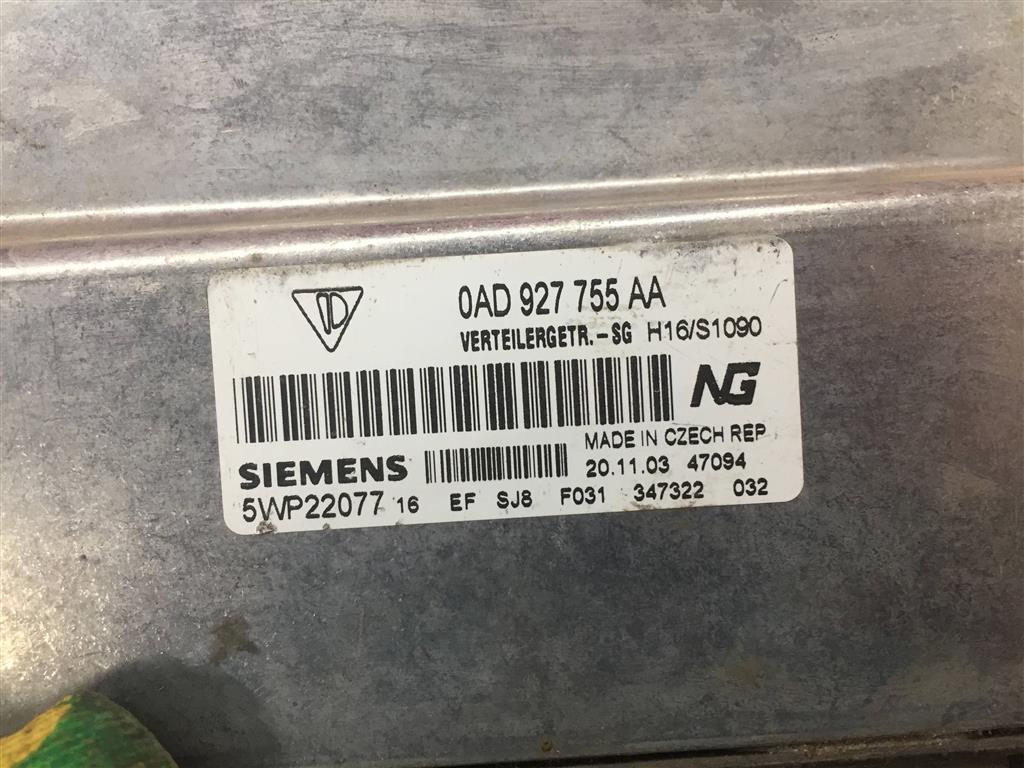 0AD 927 755 AA
VERTEILERGETR.-SG H16/S1090
NG
MADE IN CZECH REP
SIEMENS 20.11.03 47094
5WP22077 16 EF SJ8 F031 347322 032